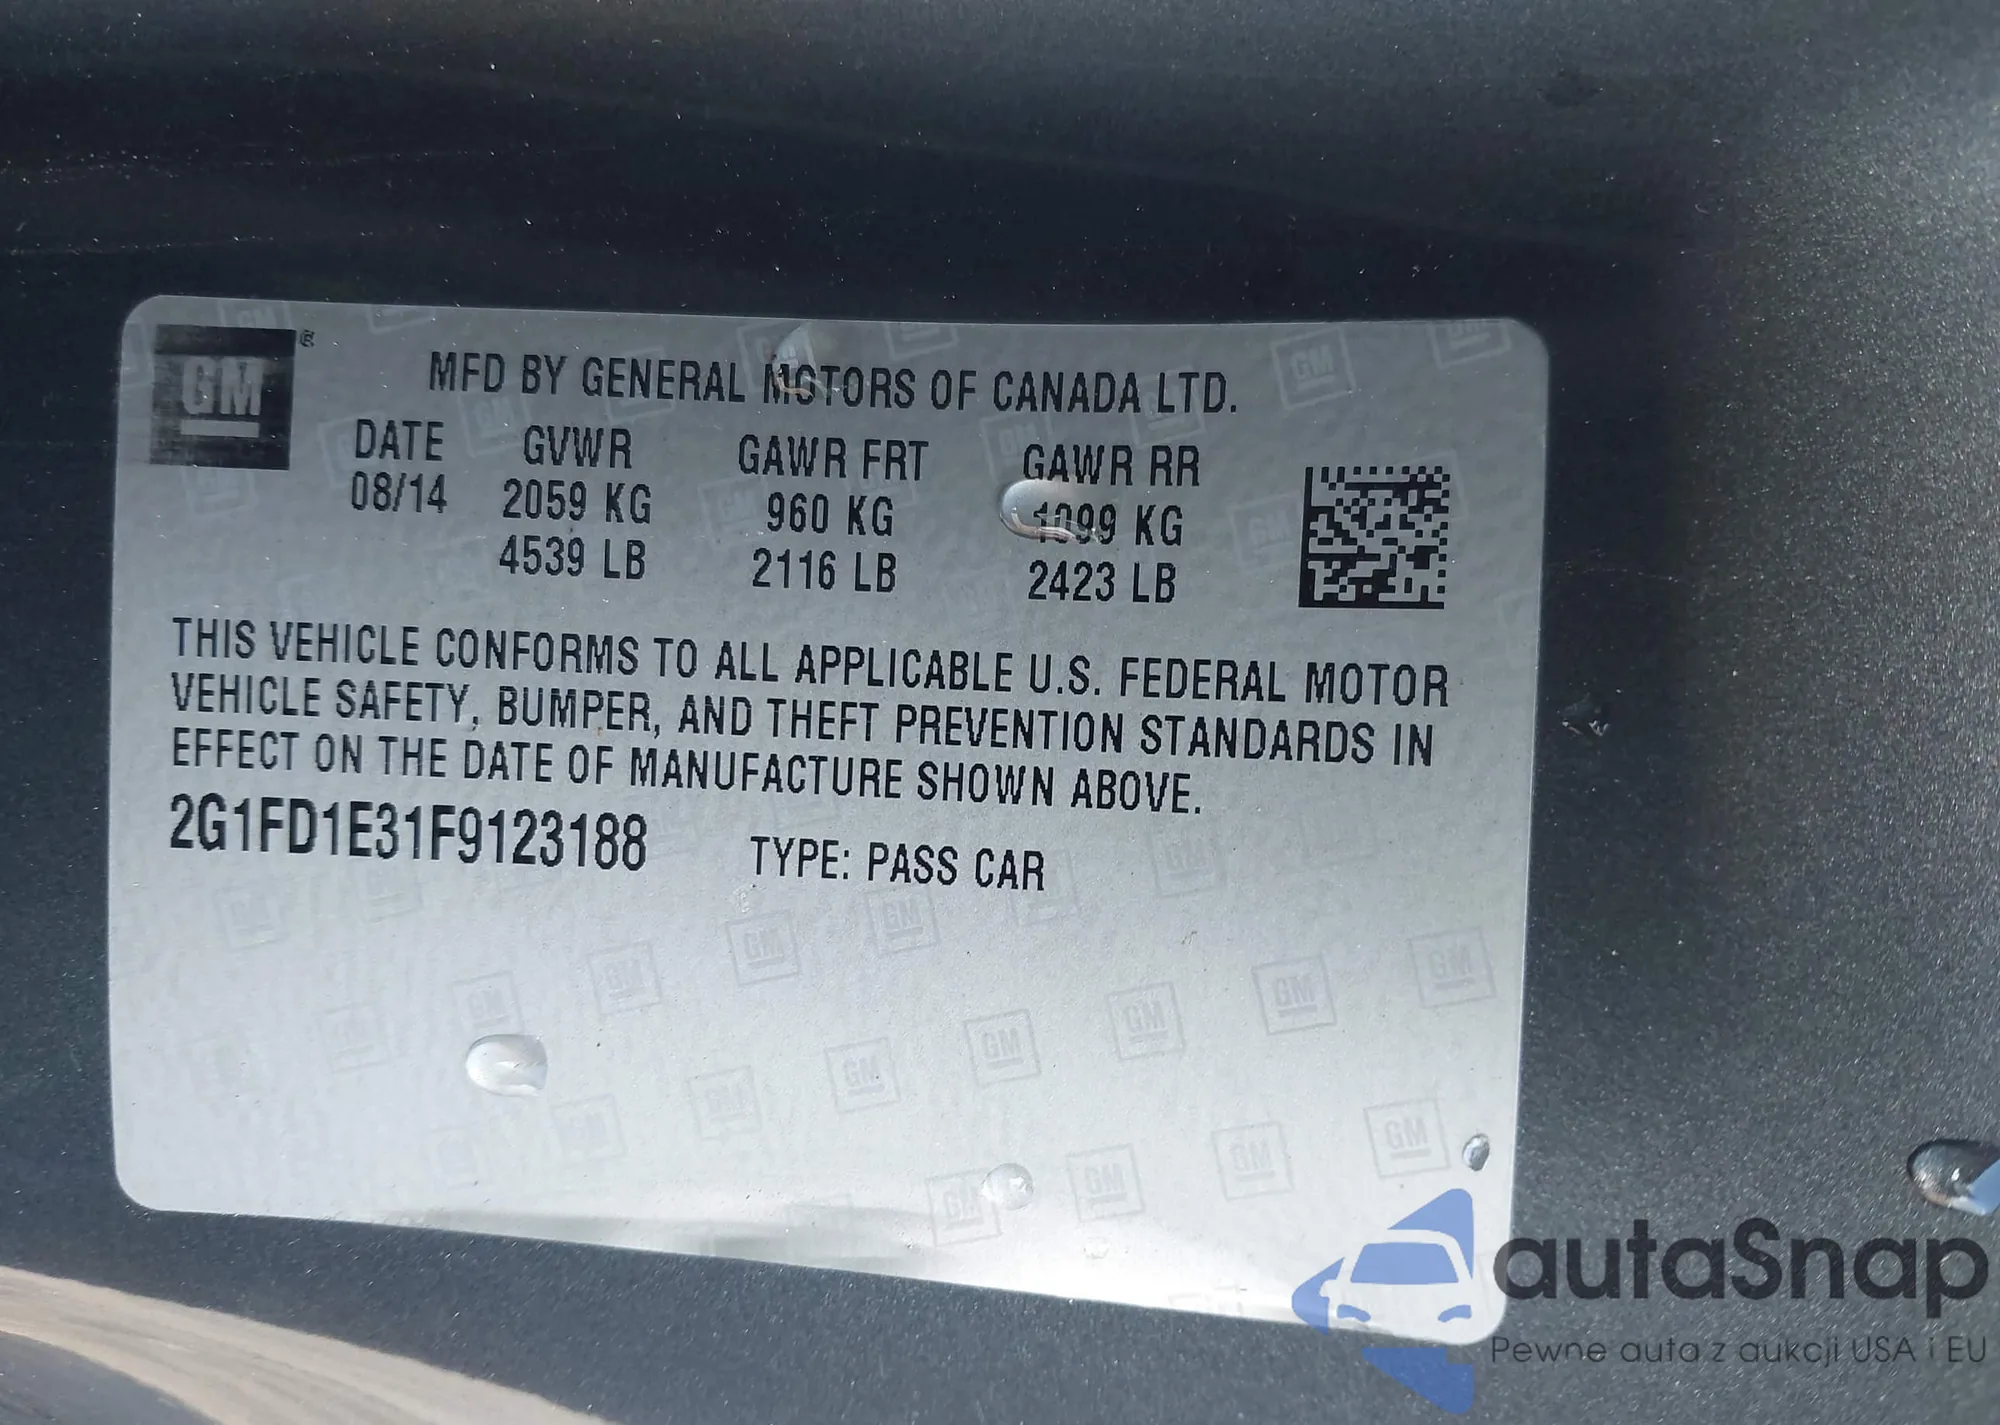 GM ®
MFD BY GENERAL MOTORS OF CANADA LTD.
DATE GVWR GAWR FRT GAWR RR
08/14 2059 KG 960 KG 1099 KG
4539 LB 2116 LB 2423 LB
THIS VEHICLE CONFORMS TO ALL APPLICABLE U.S. FEDERAL MOTOR
VEHICLE SAFETY, BUMPER, AND THEFT PREVENTION STANDARDS IN
EFFECT ON THE DATE OF MANUFACTURE SHOWN ABOVE.
2G1FD1E31F9123188 TYPE: PASS CAR
autaSnap
Pewne auta z aukcji USA i EU